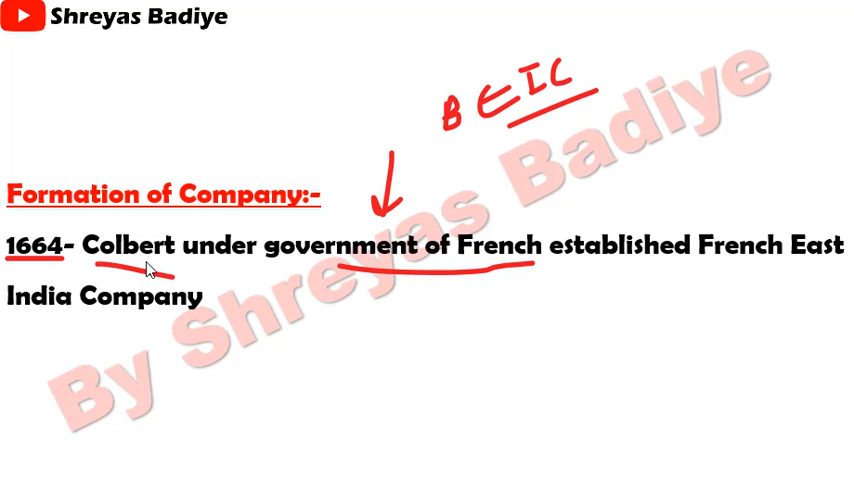 Shreyas Badiye
B EIC
Formation of Company:-
1664- Colbert under government of French established French East
India Company
By Shreyas Badiye